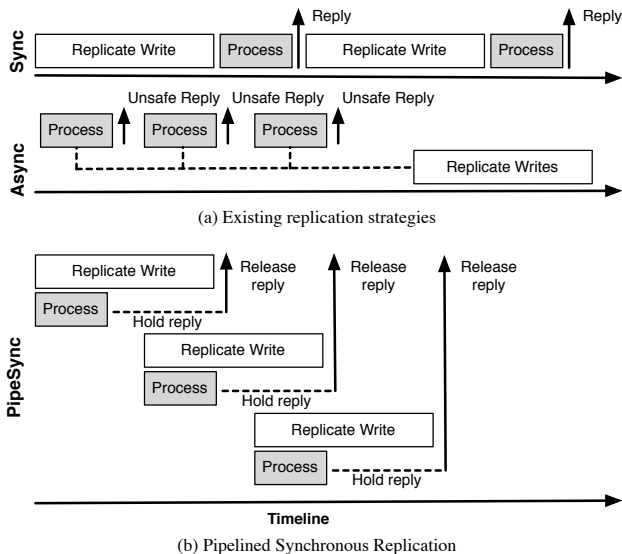 Sync
Replicate Write Process Reply Replicate Write Process Reply
Async
Process Unsafe Reply Process Unsafe Reply Process Unsafe Reply
Replicate Writes
(a) Existing replication strategies
PipeSync
Replicate Write
Process
Hold reply
Release
reply
Replicate Write
Process
Hold reply
Release
reply
Replicate Write
Process
Hold reply
Release
reply
Timeline
(b) Pipelined Synchronous Replication